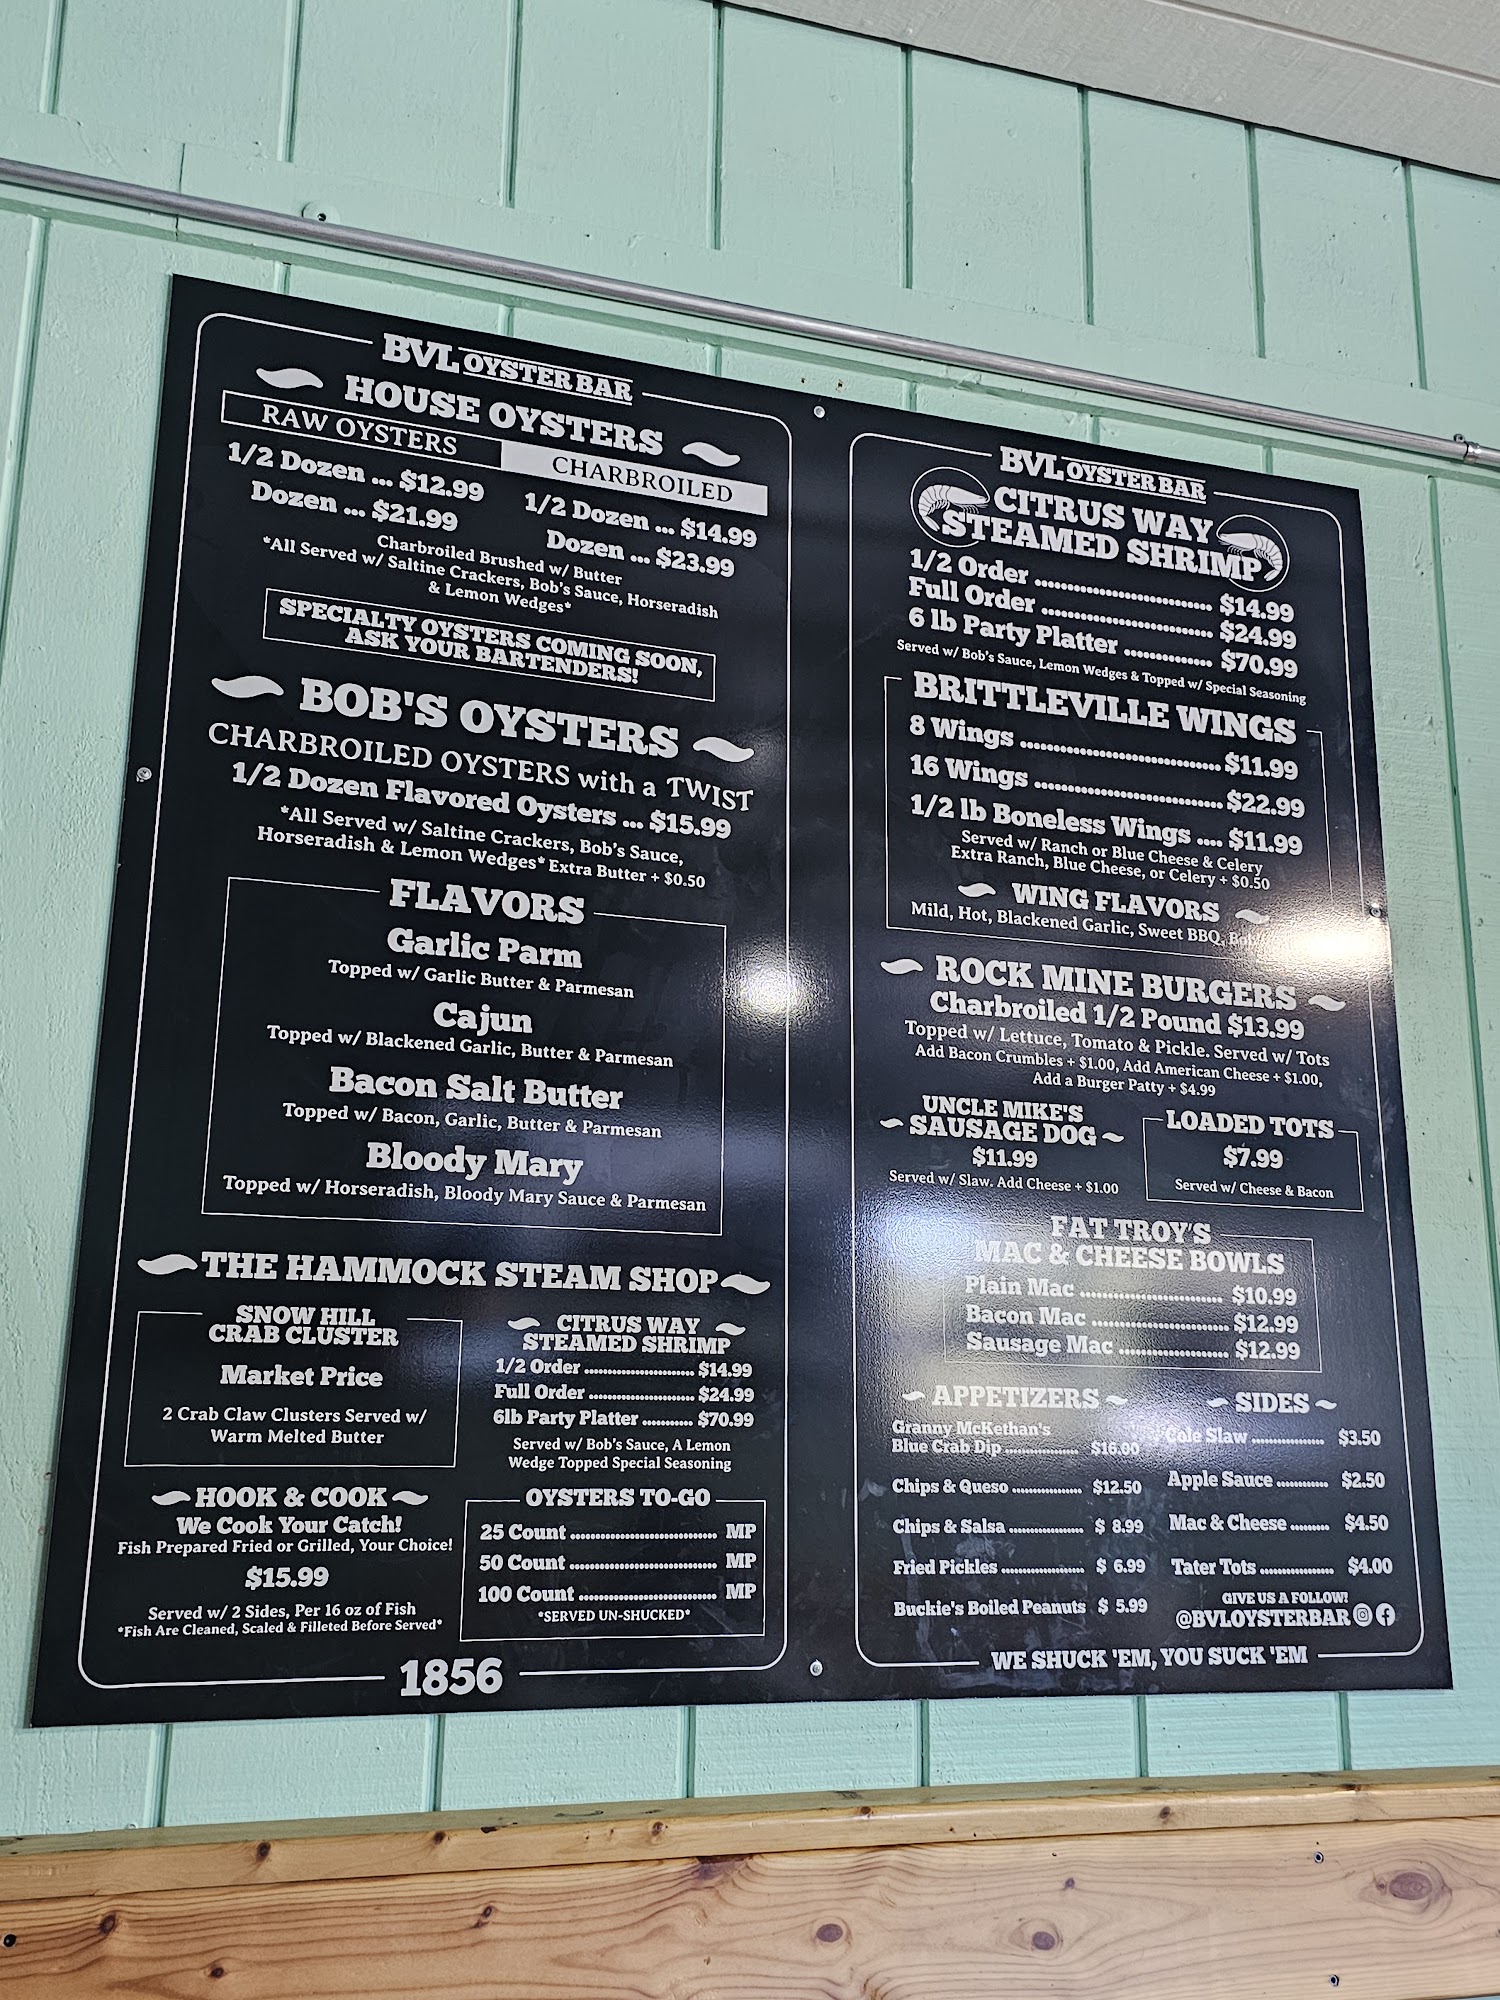 BVL OYSTER BAR
HOUSE OYSTERS
RAW OYSTERS
1/2 Dozen ... $12.99
Dozen ... $21.99
CHARBROILED
1/2 Dozen ... $14.99
Dozen ... $23.99
Charbroiled Brushed w/ Butter
*All Served w/ Saltine Crackers, Bob's Sauce, Horseradish
& Lemon Wedges*
SPECIALTY OYSTERS COMING SOON,
ASK YOUR BARTENDERS!
BOB'S OYSTERS
CHARBROILED OYSTERS with a TWIST
1/2 Dozen Flavored Oysters ... $15.99
*All Served w/ Saltine Crackers, Bob's Sauce,
Horseradish & Lemon Wedges* Extra Butter + $0.50
FLAVORS
Garlic Parm
Topped w/ Garlic Butter & Parmesan
Cajun
Topped w/ Blackened Garlic, Butter & Parmesan
Bacon Salt Butter
Topped w/ Bacon, Garlic, Butter & Parmesan
Bloody Mary
Topped w/ Horseradish, Bloody Mary Sauce & Parmesan
THE HAMMOCK STEAM SHOP
SNOW HILL
CRAB CLUSTER
Market Price
2 Crab Claw Clusters Served w/
Warm Melted Butter
CITRUS WAY
STEAMED SHRIMP
1/2 Order ........................ $14.99
Full Order ....................... $24.99
6lb Party Platter ........... $70.99
Served w/ Bob's Sauce, A Lemon
Wedge Topped Special Seasoning
HOOK & COOK
We Cook Your Catch!
Fish Prepared Fried or Grilled, Your Choice!
$15.99
Served w/ 2 Sides, Per 16 oz of Fish
*Fish Are Cleaned, Scaled & Filleted Before Served*
OYSTERS TO-GO
25 Count ................................ MP
50 Count ................................ MP
100 Count .............................. MP
*SERVED UN-SHUCKED*
1856
BVL OYSTER BAR
CITRUS WAY
STEAMED SHRIMP
1/2 Order ................................ $14.99
Full Order ............................... $24.99
6 lb Party Platter ............... $70.99
Served w/ Bob's Sauce, Lemon Wedges & Topped w/ Special Seasoning
BRITTLEVILLE WINGS
8 Wings .................................. $11.99
16 Wings ................................ $22.99
1/2 lb Boneless Wings .... $11.99
Served w/ Ranch or Blue Cheese & Celery
Extra Ranch, Blue Cheese, or Celery + $0.50
WING FLAVORS
Mild, Hot, Blackened Garlic, Sweet BBQ,
ROCK MINE BURGERS
Charbroiled 1/2 Pound $13.99
Topped w/ Lettuce, Tomato & Pickle. Served w/ Tots
Add Bacon Crumbles + $1.00, Add American Cheese + $1.00,
Add a Burger Patty + $4.99
UNCLE MIKE'S
SAUSAGE DOG
$11.99
Served w/ Slaw. Add Cheese + $1.00
LOADED TOTS
$7.99
Served w/ Cheese & Bacon
FAT TROY'S
MAC & CHEESE BOWLS
Plain Mac ............................ $10.99
Bacon Mac ........................... $12.99
Sausage Mac ...................... $12.99
APPETIZERS
Granny McKethan's
Blue Crab Dip .................. $16.00
Chips & Queso ................. $12.50
Chips & Salsa .................. $ 8.99
Fried Pickles .................... $ 6.99
Buckie's Boiled Peanuts $ 5.99
SIDES
Cole Slaw .................. $3.50
Apple Sauce ............. $2.50
Mac & Cheese ......... $4.50
Tater Tots ................. $4.00
GIVE US A FOLLOW!
@BVLOYSTERBAR
WE SHUCK 'EM, YOU SUCK 'EM